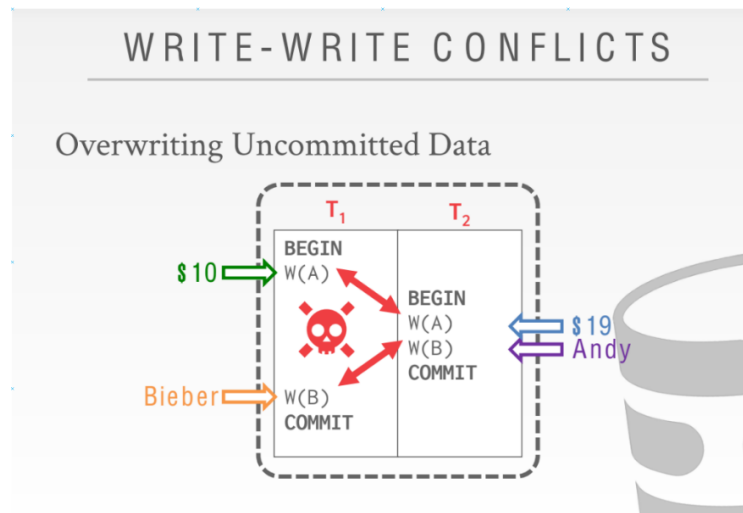 WRITE-WRITE CONFLICTS
Overwriting Uncommitted Data
T1 T2
BEGIN
$10 W(A)
BEGIN
W(A) $19
W(B) Andy
COMMIT
Bieber W(B)
COMMIT